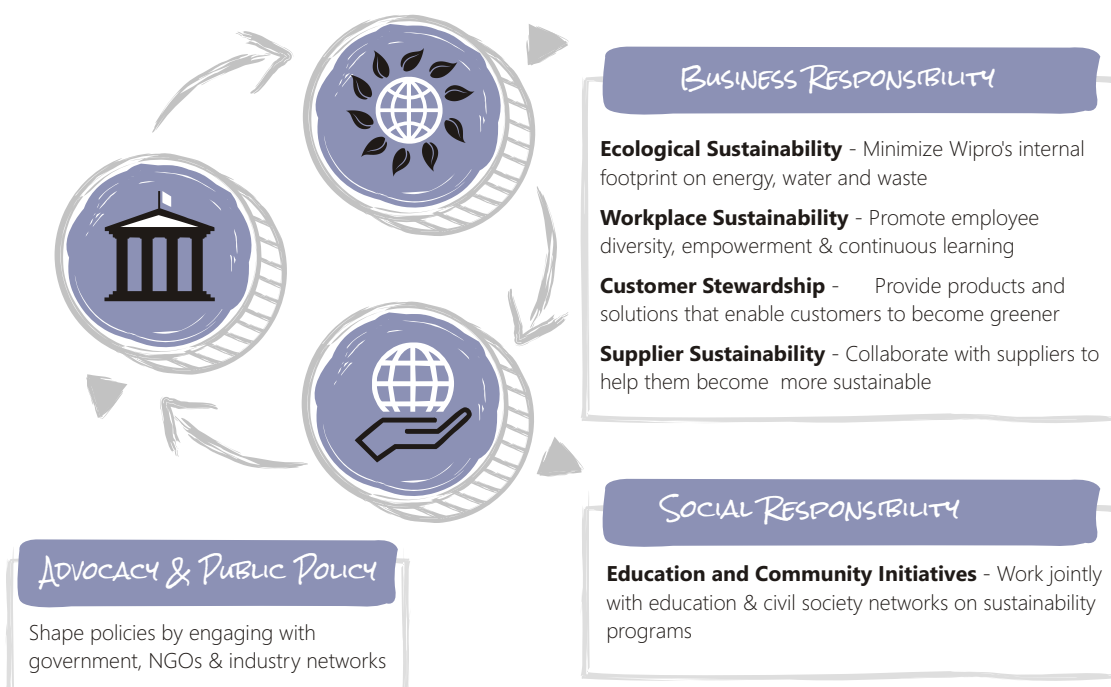 BUSINESS RESPONSIBILITY
Ecological Sustainability - Minimize Wipro's internal
footprint on energy, water and waste
Workplace Sustainability - Promote employee
diversity, empowerment & continuous learning
Customer Stewardship - Provide products and
solutions that enable customers to become greener
Supplier Sustainability - Collaborate with suppliers to
help them become more sustainable
SOCIAL RESPONSIBILITY
Education and Community Initiatives - Work jointly
with education & civil society networks on sustainability
programs
ADVOCACY & PUBLIC POLICY
Shape policies by engaging with
government, NGOs & industry networks